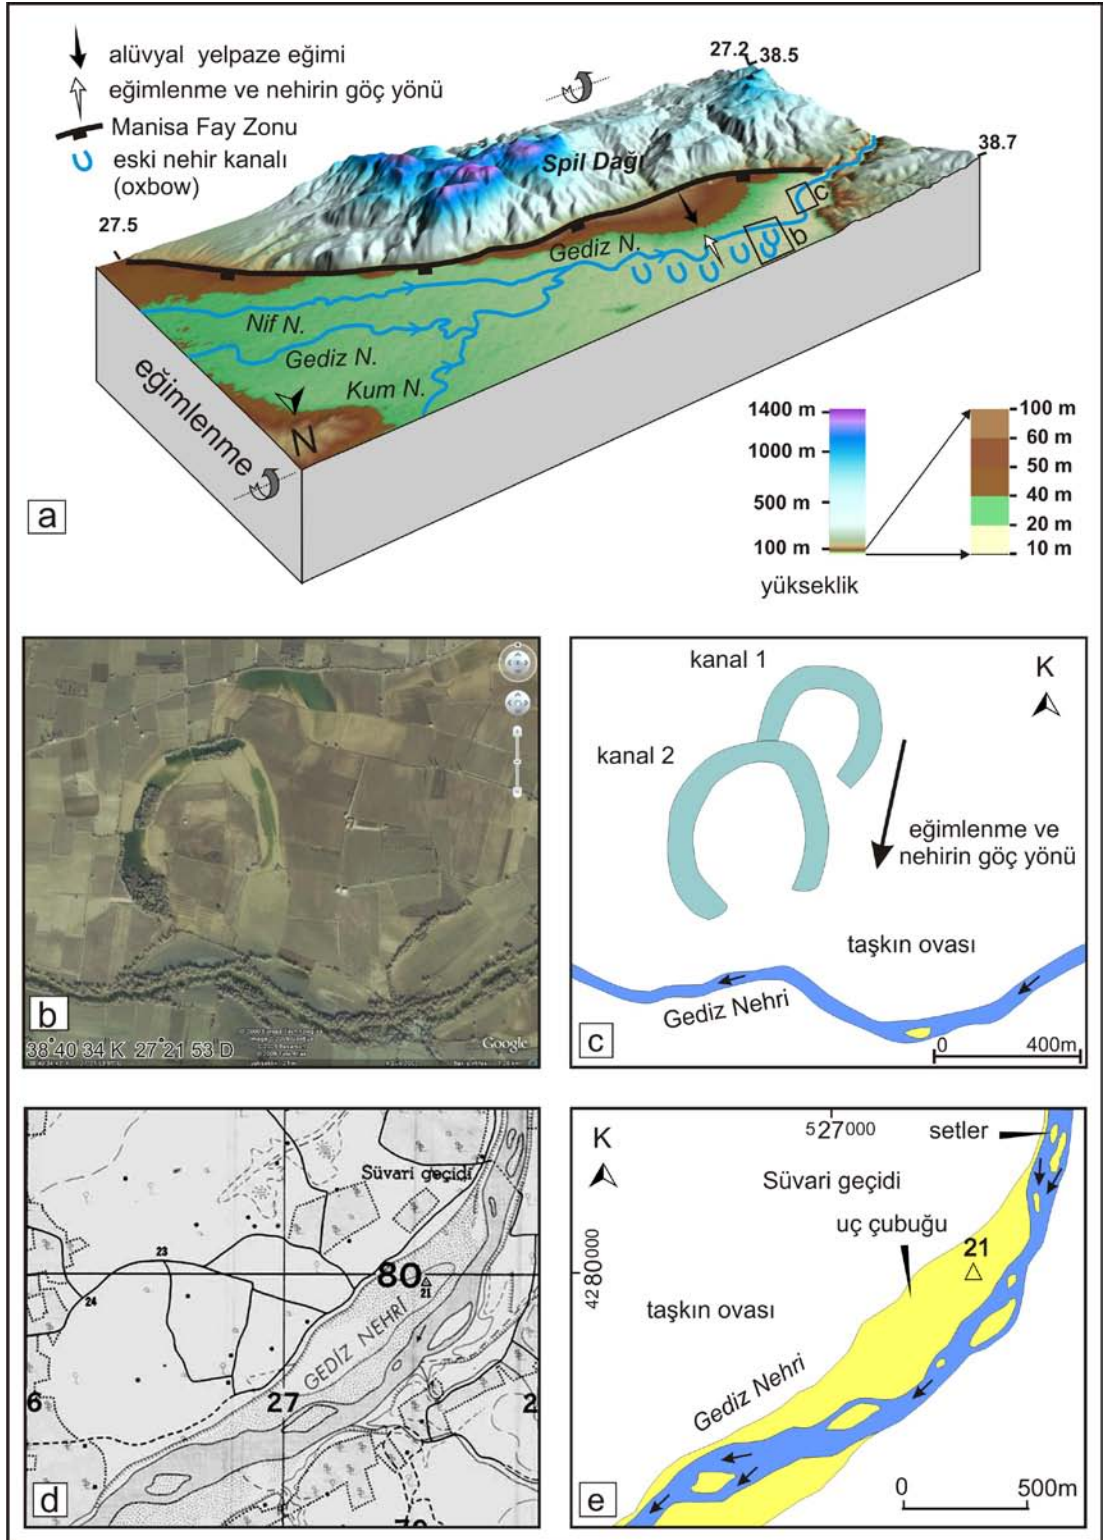 alüvyal yelpaze eğimi
eğimlenme ve nehirin göç yönü
Manisa Fay Zonu
eski nehir kanalı
(oxbow)
27.2
38.5
38.7
27.5
Spil Dağı
Gediz N.
c
b
Nif N.
Gediz N.
Kum N.
eğimlenme
N
a
1400 m
1000 m
500 m
100 m
yükseklik
100 m
60 m
50 m
40 m
20 m
10 m
b
38°40 34 K 27°21 53 D
Google
kanal 1
K
kanal 2
eğimlenme ve
nehirin göç yönü
taşkın ovası
Gediz Nehri
c
0 400m
Süvari geçidi
23
80
21
24
GEDİZ NEHRİ
6
27
2
d
K
527000
setler
Süvari geçidi
uç çubuğu
21
4280000
taşkın ovası
Gediz Nehri
0 500m
e